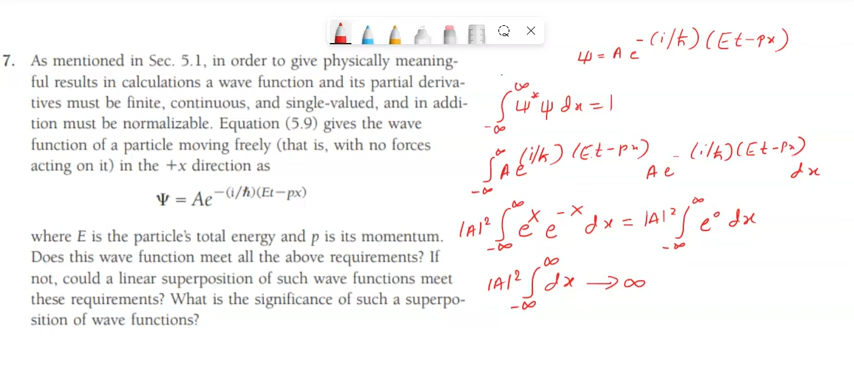 7. As mentioned in Sec. 5.1, in order to give physically meaning-
ful results in calculations a wave function and its partial deriva-
tives must be finite, continuous, and single-valued, and in addi-
tion must be normalizable. Equation (5.9) gives the wave
function of a particle moving freely (that is, with no forces
acting on it) in the +x direction as
Ψ = Ae^−(i/ħ)(Et−px)
where E is the particle's total energy and p is its momentum.
Does this wave function meet all the above requirements? If
not, could a linear superposition of such wave functions meet
these requirements? What is the significance of such a superpo-
sition of wave functions?
ψ = A e^-(i/ħ)(Et-px)
∫_-∞^∞ ψ*ψ dx = 1
∫_-∞^∞ A e^(i/ħ)(Et-px) A e^-(i/ħ)(Et-px) dx
|A|² ∫_-∞^∞ e^x e^-x dx = |A|² ∫_-∞^∞ e^0 dx
|A|² ∫_-∞^∞ dx → ∞